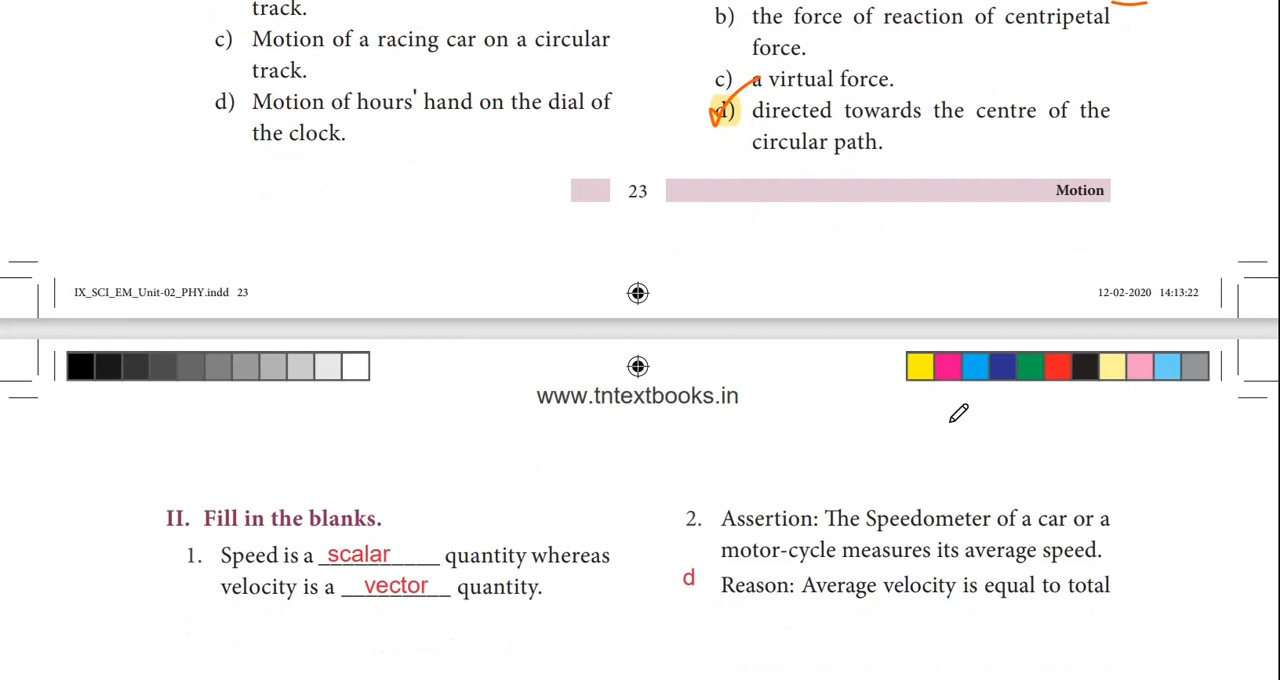 track.
c) Motion of a racing car on a circular
track.
d) Motion of hours' hand on the dial of
the clock.
b) the force of reaction of centripetal
force.
c) a virtual force.
d) directed towards the centre of the
circular path.
23
Motion
IX_SCI_EM_Unit-02_PHY.indd 23
12-02-2020 14:13:22
www.tntextbooks.in
II. Fill in the blanks.
1. Speed is a scalar quantity whereas
velocity is a vector quantity.
2. Assertion: The Speedometer of a car or a
motor-cycle measures its average speed.
d Reason: Average velocity is equal to total